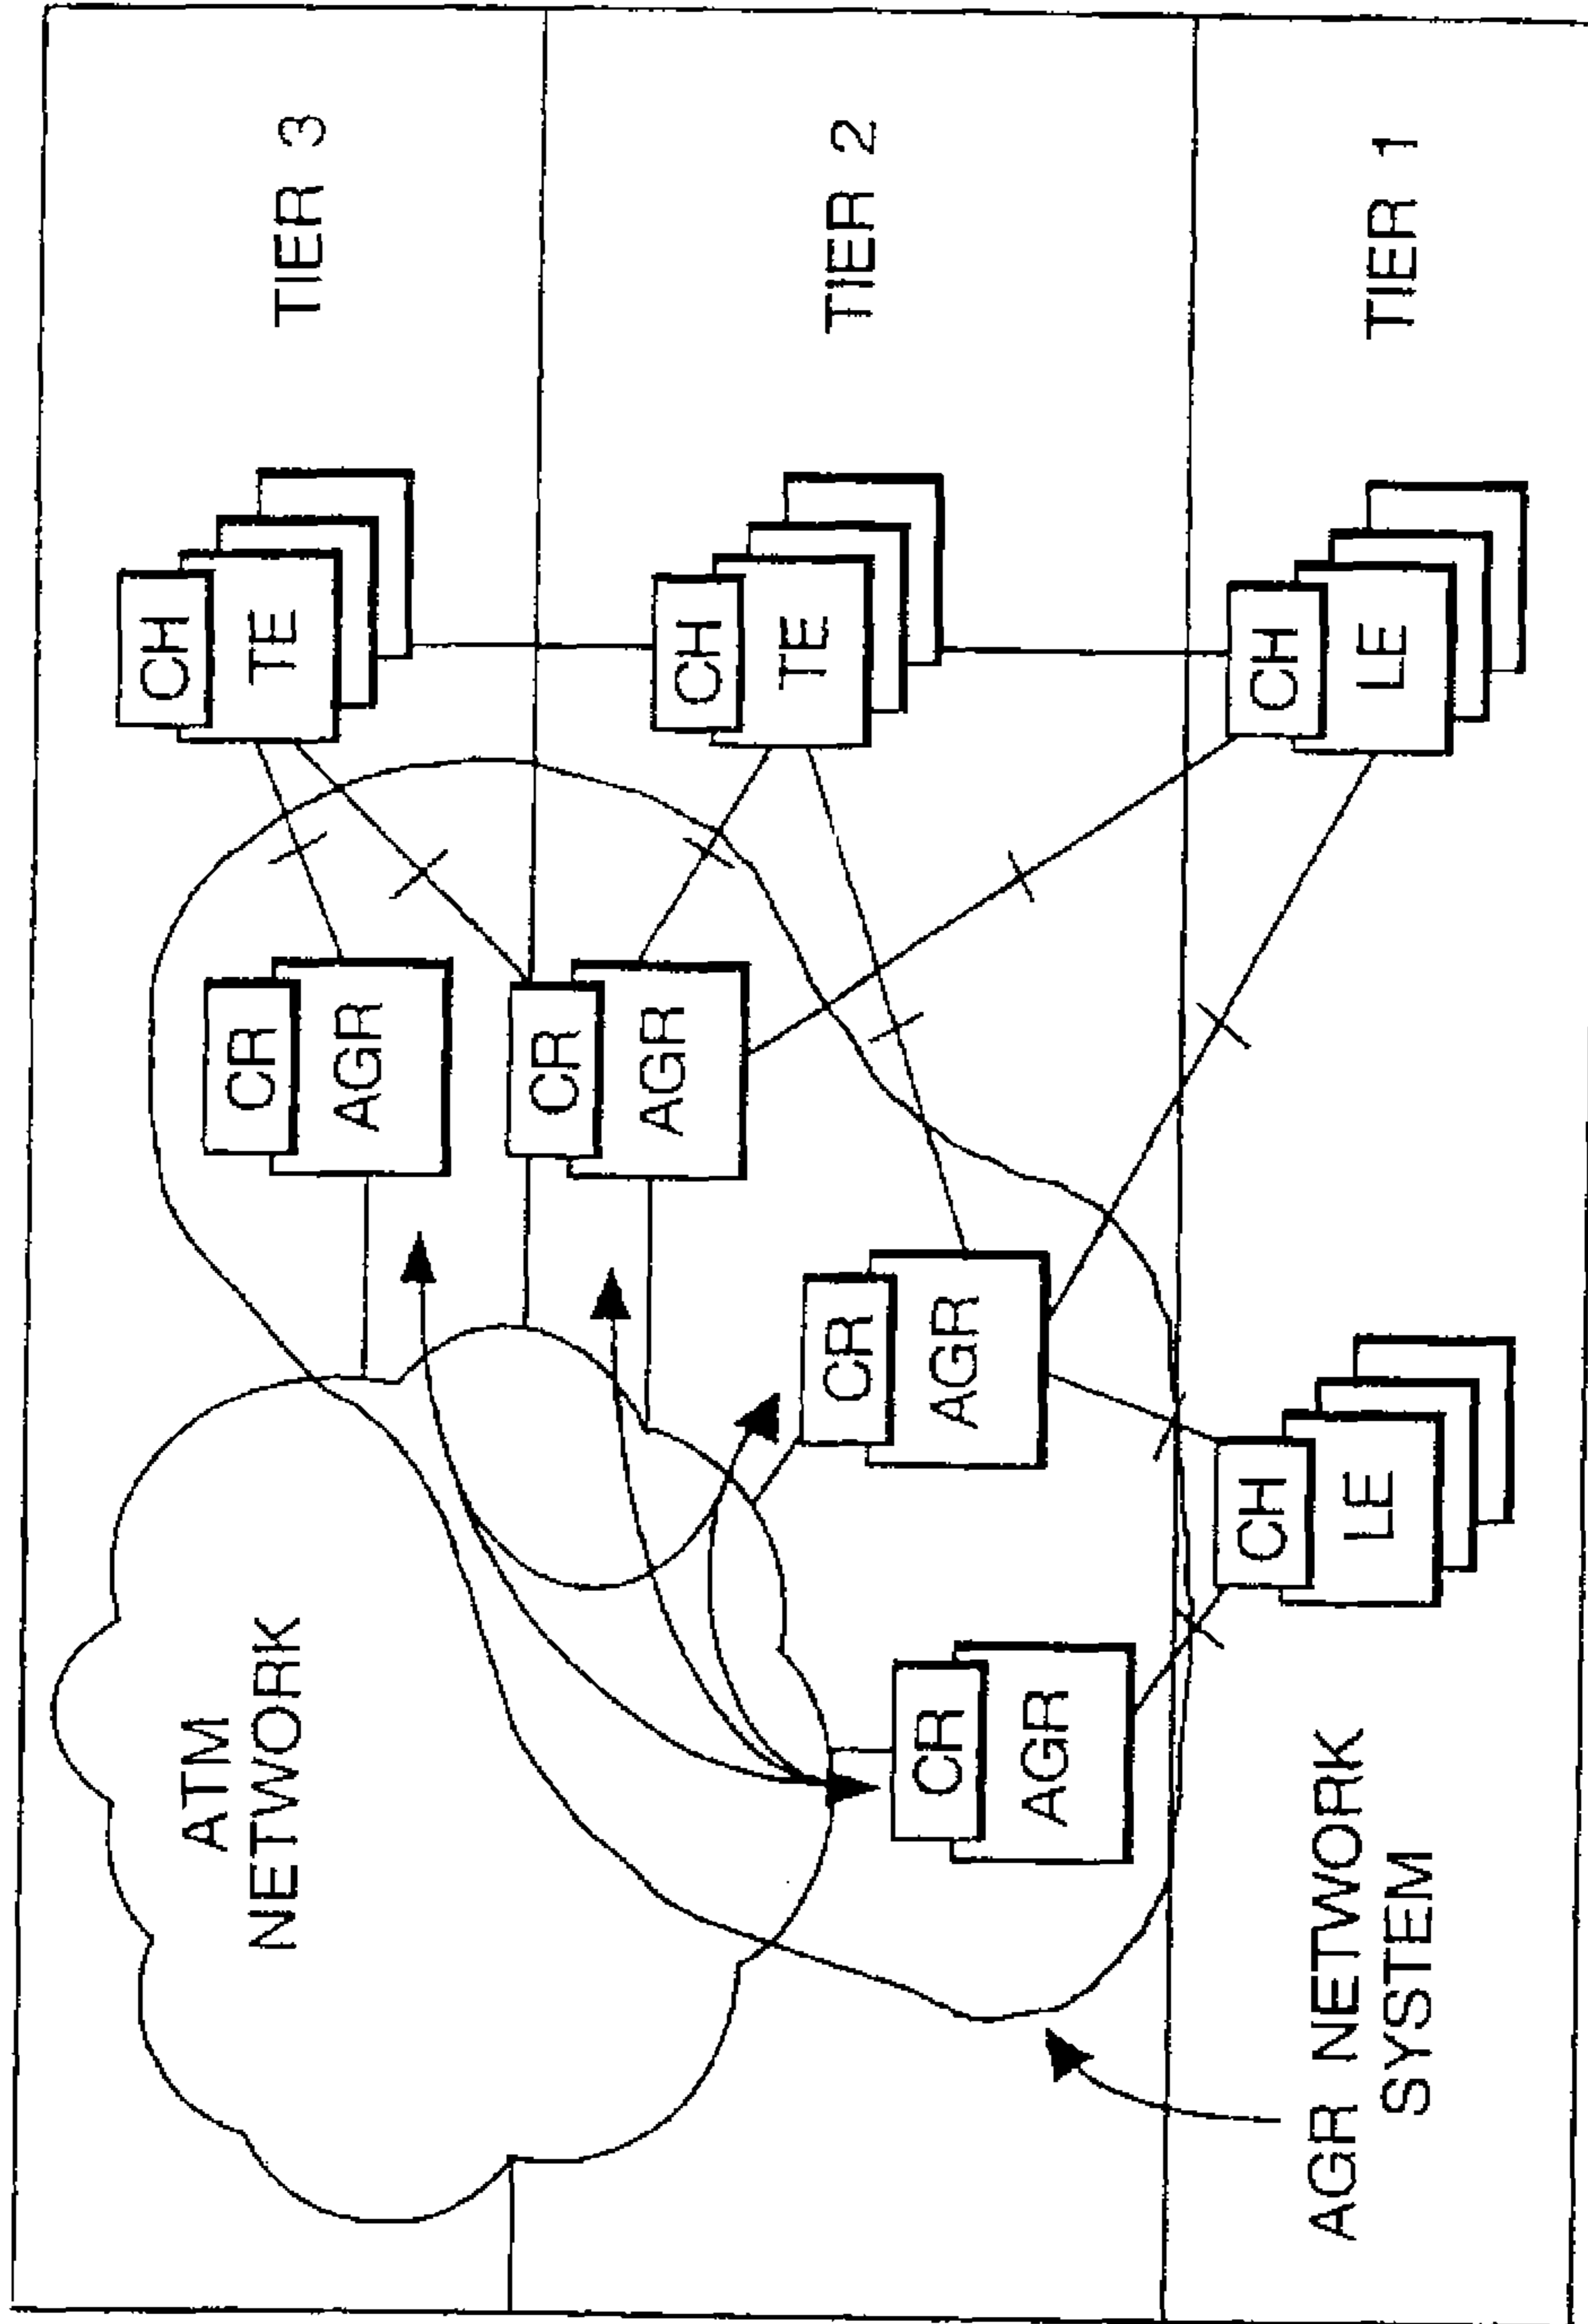 ATM
NETWORK
CH
TE
TIER 3
CR
AGR
CR
AGR
CH
TE
TIER 2
CR
AGR
CR
AGR
CH
LE
CH
LE
TIER 1
AGR NETWORK
SYSTEM